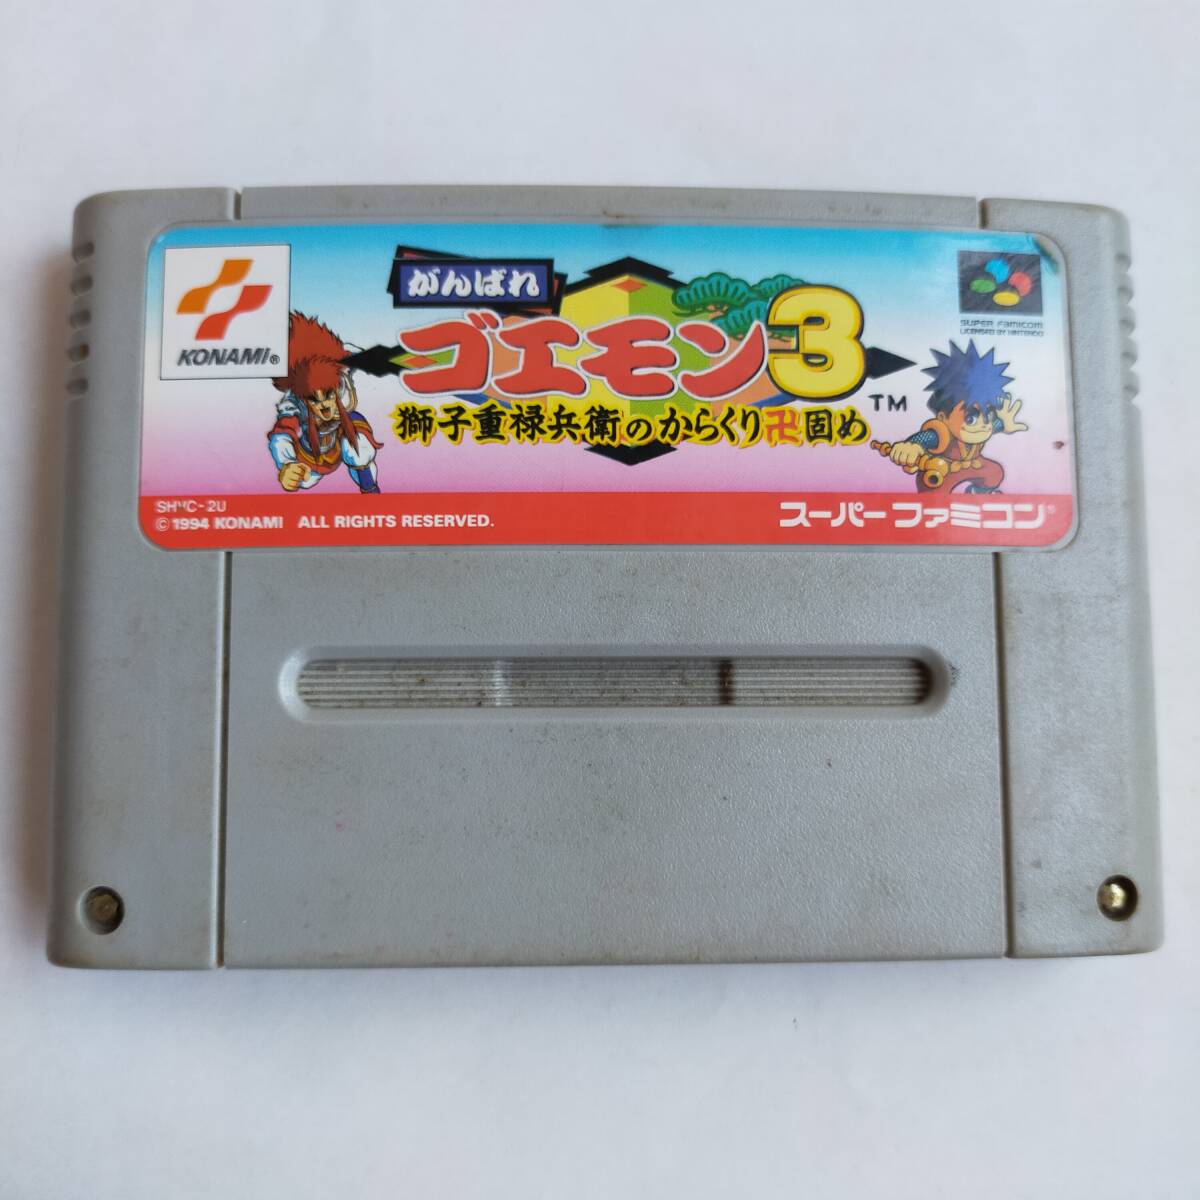 KONAMI®
がんばれ
ゴエモン3
TM
獅子重禄兵衛のからくり卍固め
SUPER FAMICOM
LICENSED BY NINTENDO
SHVC-2U
©1994 KONAMI ALL RIGHTS RESERVED.
スーパーファミコン®